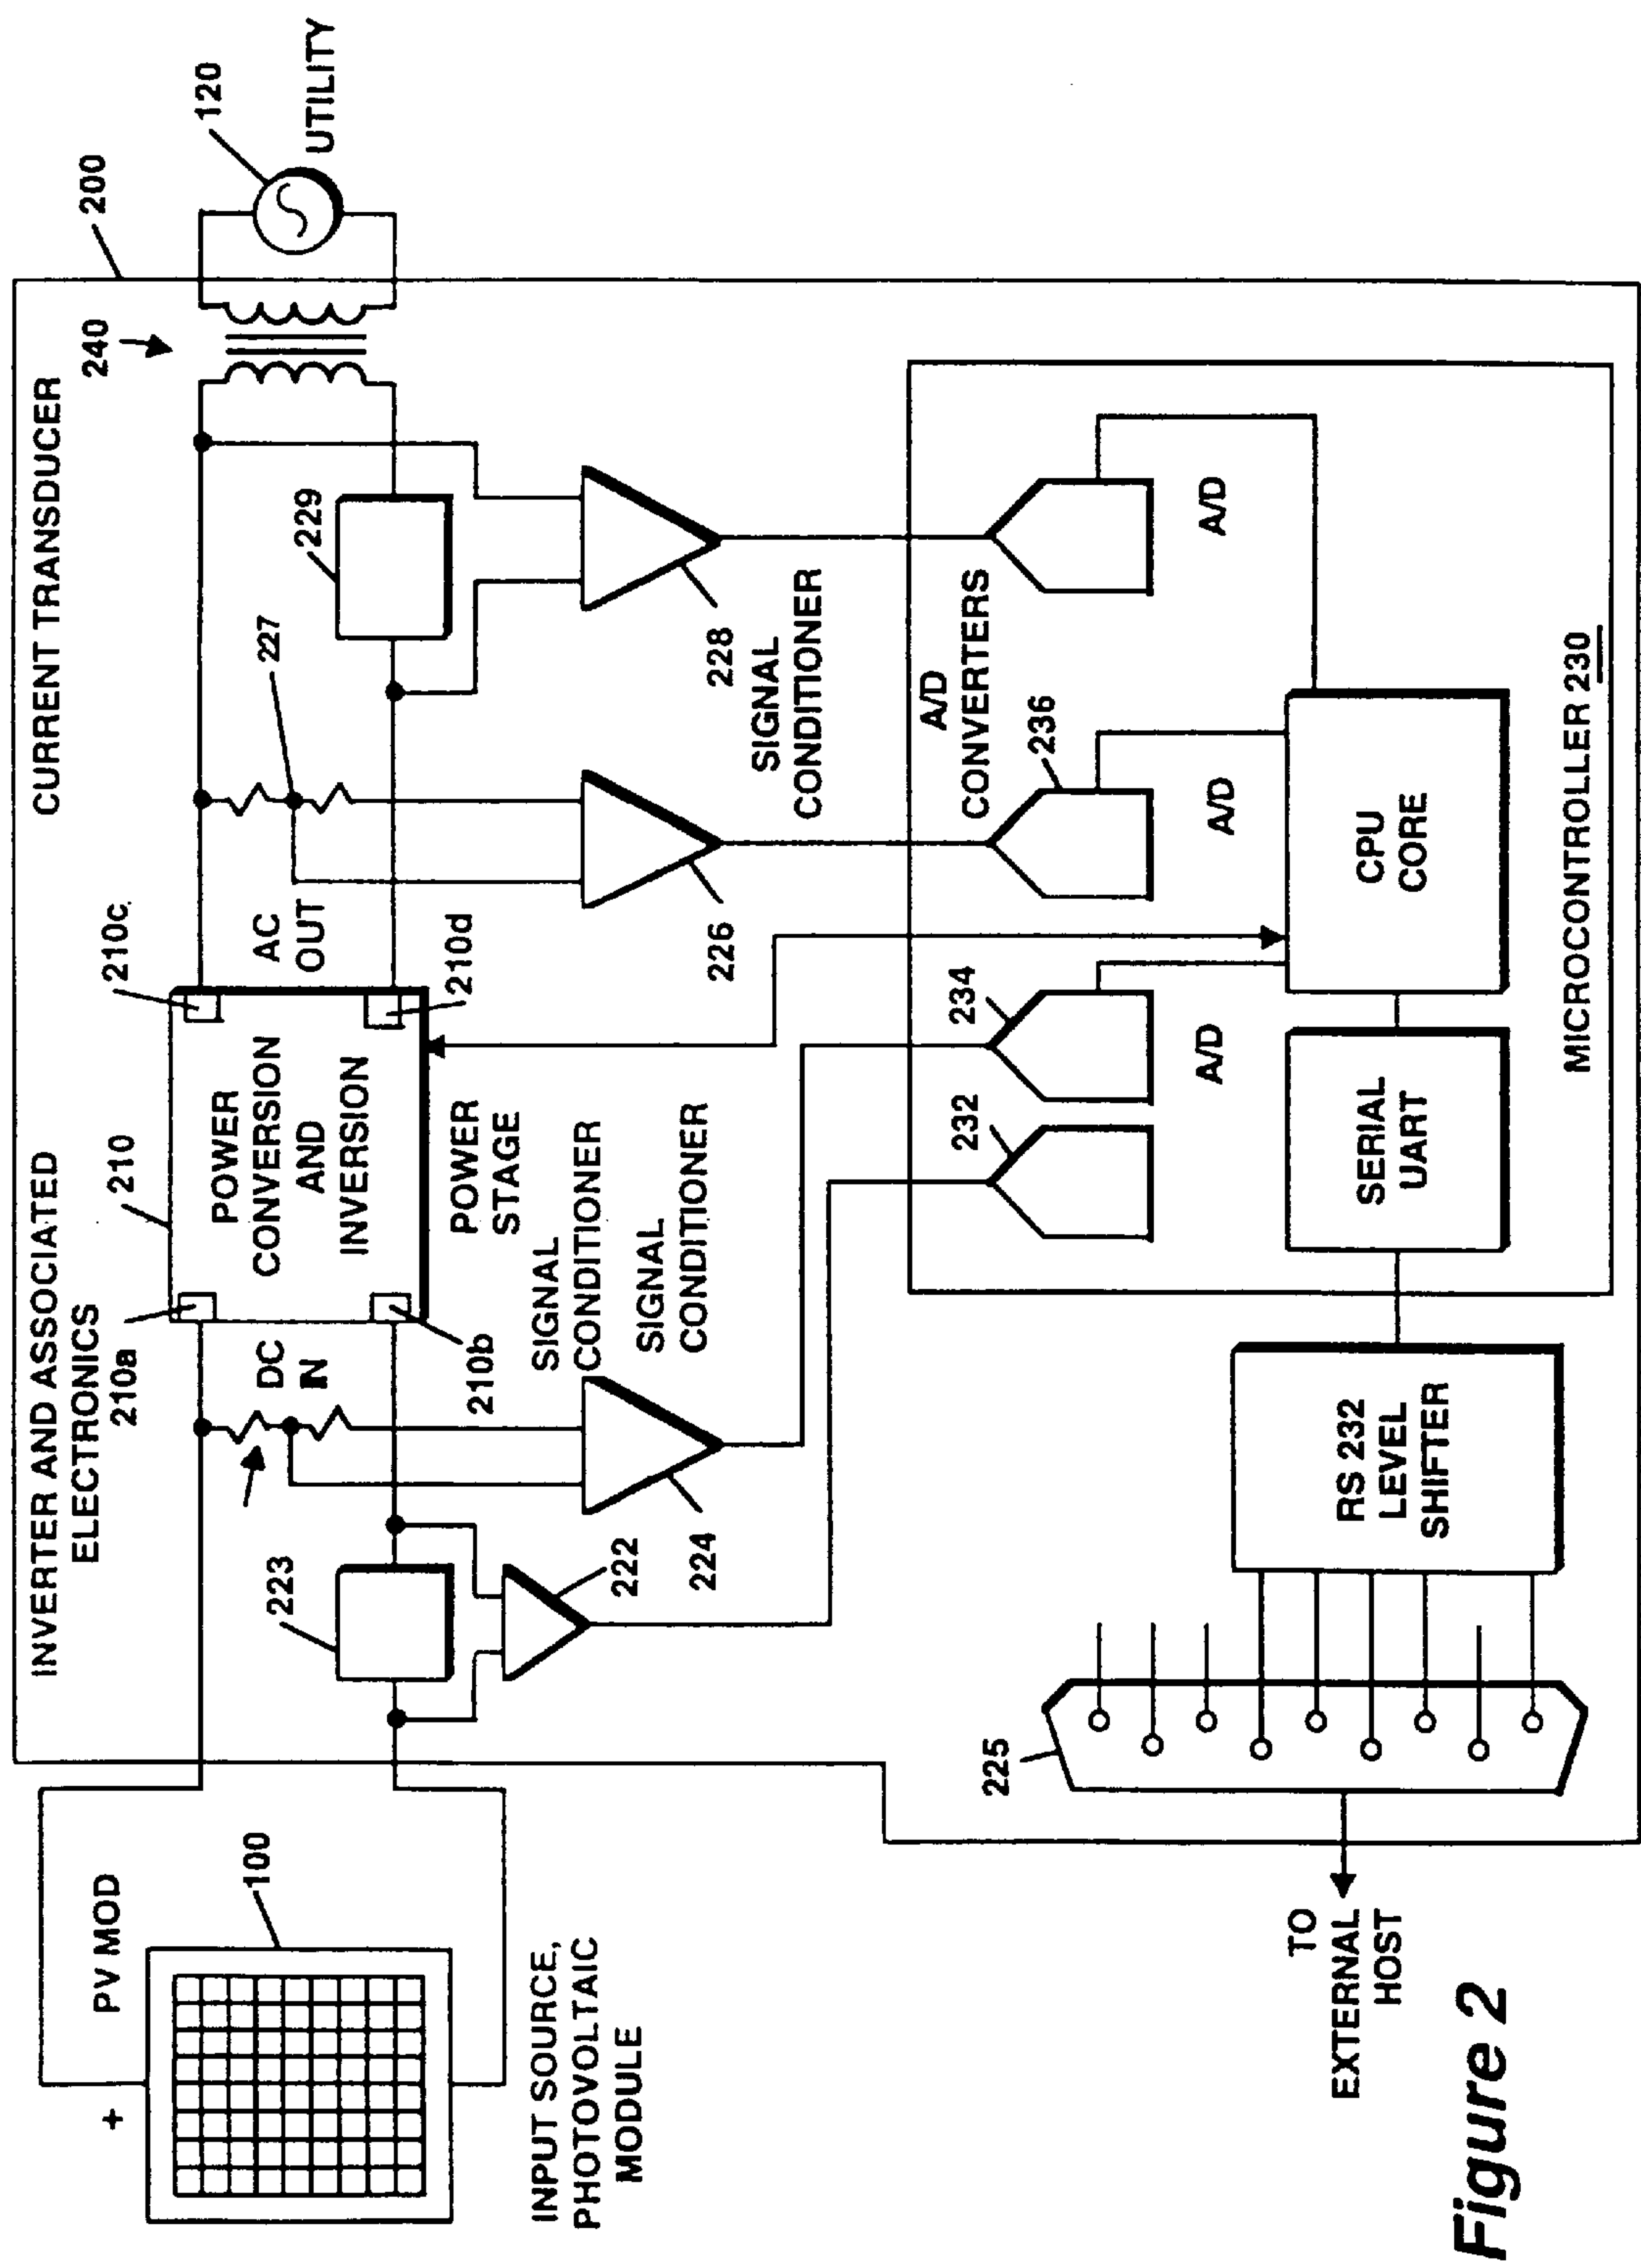 INVERTER AND ASSOCIATED
ELECTRONICS
CURRENT TRANSDUCER
200
240
120
UTILITY
PV MOD
+
100
INPUT SOURCE,
PHOTOVOLTAIC
MODULE
210a
210
210c
DC
IN
POWER
CONVERSION
AND
INVERSION
AC
OUT
210b
210d
227
229
223
POWER
STAGE
SIGNAL
CONDITIONER
SIGNAL
CONDITIONER
222
224
226
228
SIGNAL
CONDITIONER
A/D
CONVERTERS
232
234
236
A/D
A/D
A/D
225
RS 232
LEVEL
SHIFTER
SERIAL
UART
CPU
CORE
MICROCONTROLLER 230
TO
EXTERNAL
HOST
Figure 2